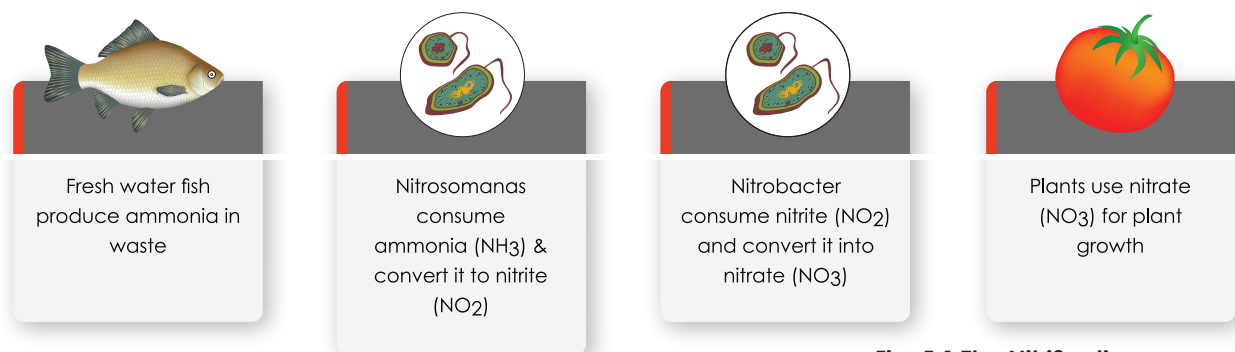 Fresh water fish
produce ammonia in
waste
Nitrosomanas
consume
ammonia (NH3) &
convert it to nitrite
(NO2)
Nitrobacter
consume nitrite (NO2)
and convert it into
nitrate (NO3)
Plants use nitrate
(NO3) for plant
growth